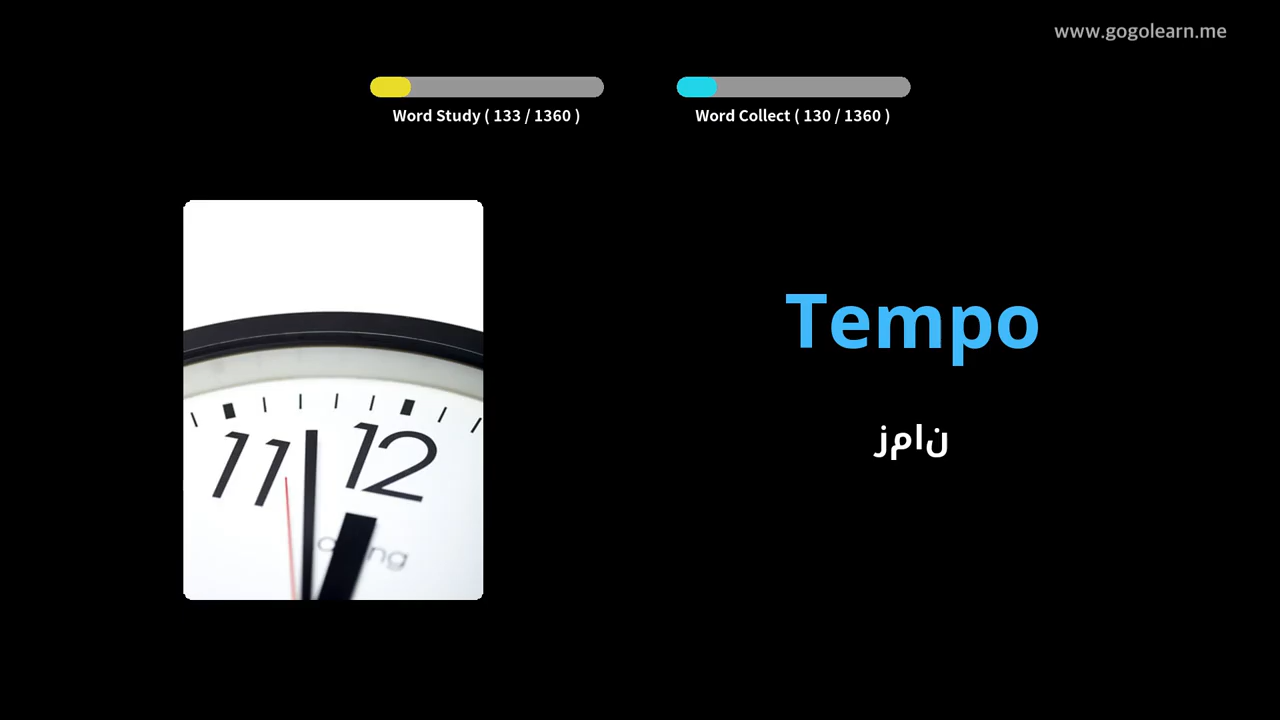 www.gogolearn.me
Word Study ( 133 / 1360 )
Word Collect ( 130 / 1360 )
11 12
Tempo
زمان